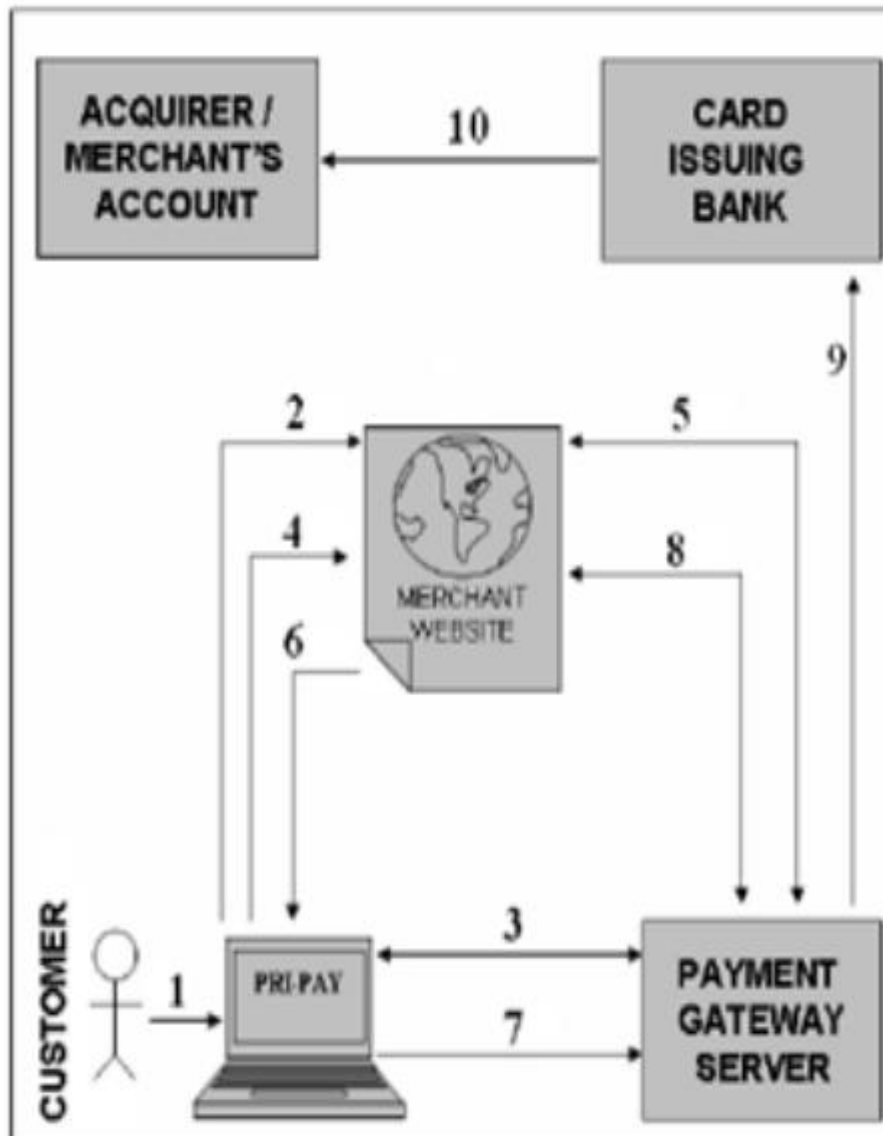 ACQUIRER /
MERCHANT'S
ACCOUNT
10
CARD
ISSUING
BANK
9
2
5
4
8
MERCHANT
WEBSITE
6
CUSTOMER
1
PRI-PAY
3
7
PAYMENT
GATEWAY
SERVER